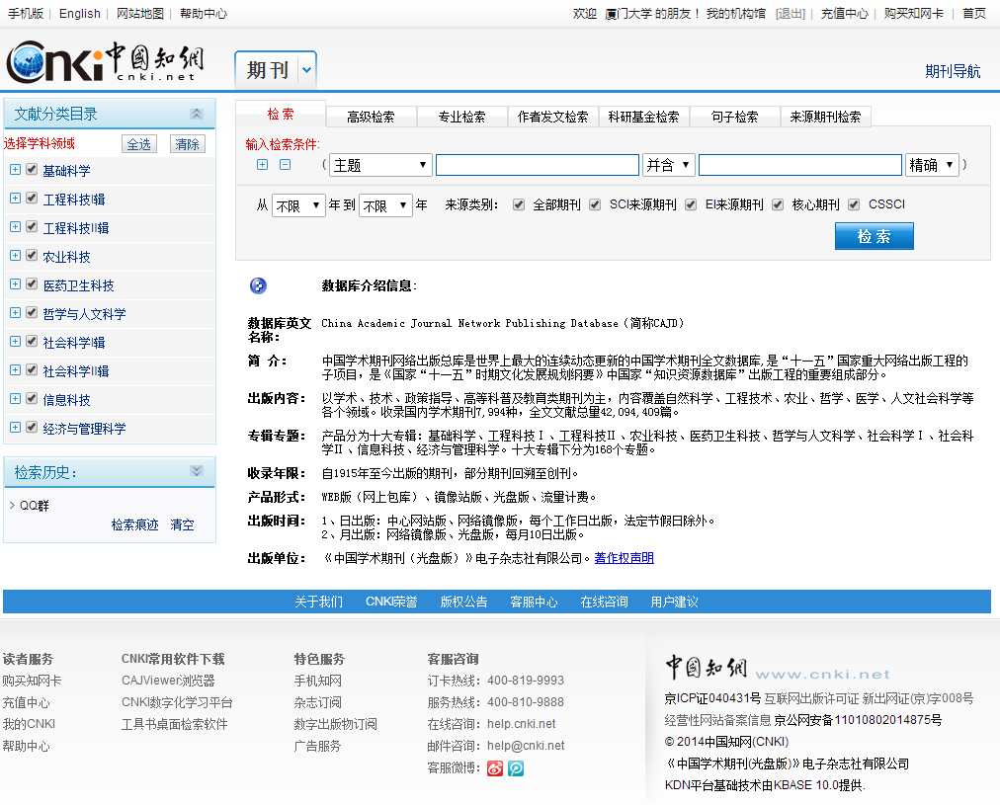 手机版| English | 网站地图 | 帮助中心
欢迎 厦门大学 的朋友！ 我的机构馆 [退出] | 充值中心 | 购买知网卡 | 首页
Cnki 中国知網
cnki.net
期刊
期刊导航
文献分类目录
选择学科领域 全选 清除
基础科学
工程科技I辑
工程科技II辑
农业科技
医药卫生科技
哲学与人文科学
社会科学I辑
社会科学II辑
信息科技
经济与管理科学
检索历史：
QQ群
检索痕迹 清空
检索 高级检索 专业检索 作者发文检索 科研基金检索 句子检索 来源期刊检索
输入检索条件:
( 主题 并含 精确 )
从 不限 年 到 不限 年 来源类别： 全部期刊 SCI来源期刊 EI来源期刊 核心期刊 CSSCI
检 索
数据库介绍信息:
数据库英文名称： China Academic Journal Network Publishing Database（简称CAJD）
简 介： 中国学术期刊网络出版总库是世界上最大的连续动态更新的中国学术期刊全文数据库，是“十一五”国家重大网络出版工程的
子项目，是《国家“十一五”时期文化发展规划纲要》中国家“知识资源数据库”出版工程的重要组成部分。
出版内容： 以学术、技术、政策指导、高等科普及教育类期刊为主，内容覆盖自然科学、工程技术、农业、哲学、医学、人文社会科学等
各个领域。收录国内学术期刊7,994种，全文文献总量42,094,409篇。
专辑专题： 产品分为十大专辑：基础科学、工程科技Ⅰ、工程科技Ⅱ、农业科技、医药卫生科技、哲学与人文科学、社会科学Ⅰ、社会科
学Ⅱ、信息科技、经济与管理科学。十大专辑下分为168个专题。
收录年限： 自1915年至今出版的期刊，部分期刊回溯至创刊。
产品形式： WEB版（网上包库）、镜像站版、光盘版、流量计费。
出版时间： 1、日出版：中心网站版、网络镜像版，每个工作日出版，法定节假日除外。
2、月出版：网络镜像版、光盘版，每月10日出版。
出版单位： 《中国学术期刊（光盘版）》电子杂志社有限公司。著作权声明
关于我们 CNKI荣誉 版权公告 客服中心 在线咨询 用户建议
读者服务
购买知网卡
充值中心
我的CNKI
帮助中心
CNKI常用软件下载
CAJViewer浏览器
CNKI数字化学习平台
工具书桌面检索软件
特色服务
手机知网
杂志订阅
数字出版物订阅
广告服务
客服咨询
订卡热线：400-819-9993
服务热线：400-810-9888
在线咨询：help.cnki.net
邮件咨询：help@cnki.net
客服微博：
中国知網 www.cnki.net
京ICP证040431号 互联网出版许可证 新出网证(京)字008号
经营性网站备案信息 京公网安备11010802014875号
© 2014中国知网(CNKI)
《中国学术期刊(光盘版)》电子杂志社有限公司
KDN平台基础技术由KBASE 10.0提供.